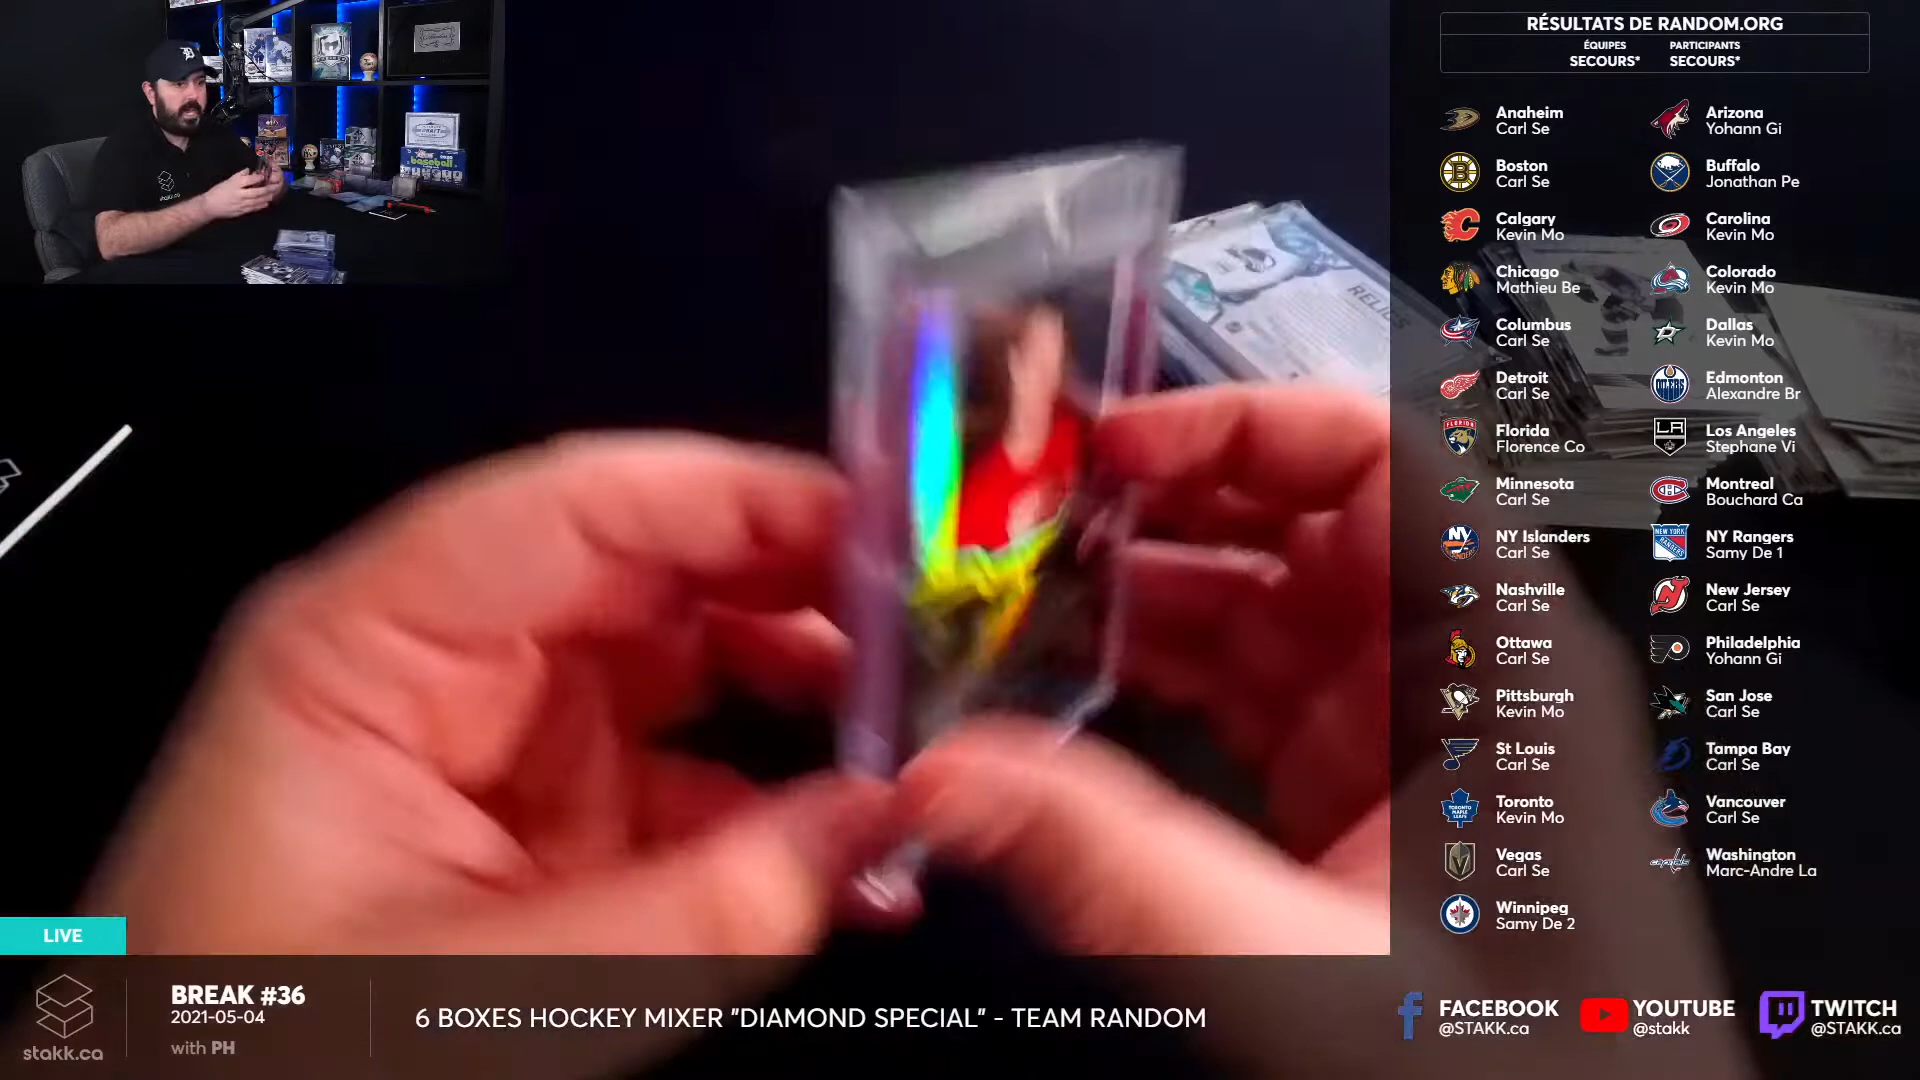 RÉSULTATS DE RANDOM.ORG
ÉQUIPES
SECOURS*
PARTICIPANTS
SECOURS*
Anaheim
Carl Se
Arizona
Yohann Gi
Boston
Carl Se
Buffalo
Jonathan Pe
Calgary
Kevin Mo
Carolina
Kevin Mo
Chicago
Mathieu Be
Colorado
Kevin Mo
Columbus
Carl Se
Dallas
Kevin Mo
Detroit
Carl Se
Edmonton
Alexandre Br
Florida
Florence Co
Los Angeles
Stephane Vi
Minnesota
Carl Se
Montreal
Bouchard Ca
NY Islanders
Carl Se
NY Rangers
Samy De 1
Nashville
Carl Se
New Jersey
Carl Se
Ottawa
Carl Se
Philadelphia
Yohann Gi
Pittsburgh
Kevin Mo
San Jose
Carl Se
St Louis
Carl Se
Tampa Bay
Carl Se
Toronto
Kevin Mo
Vancouver
Carl Se
Vegas
Carl Se
Washington
Marc-Andre La
Winnipeg
Samy De 2
RELICS
baseball
stakk.ca
LIVE
stakk.ca
BREAK #36
2021-05-04
with PH
6 BOXES HOCKEY MIXER "DIAMOND SPECIAL" - TEAM RANDOM
FACEBOOK
@STAKK.ca
YOUTUBE
@stakk
TWITCH
@STAKK.ca